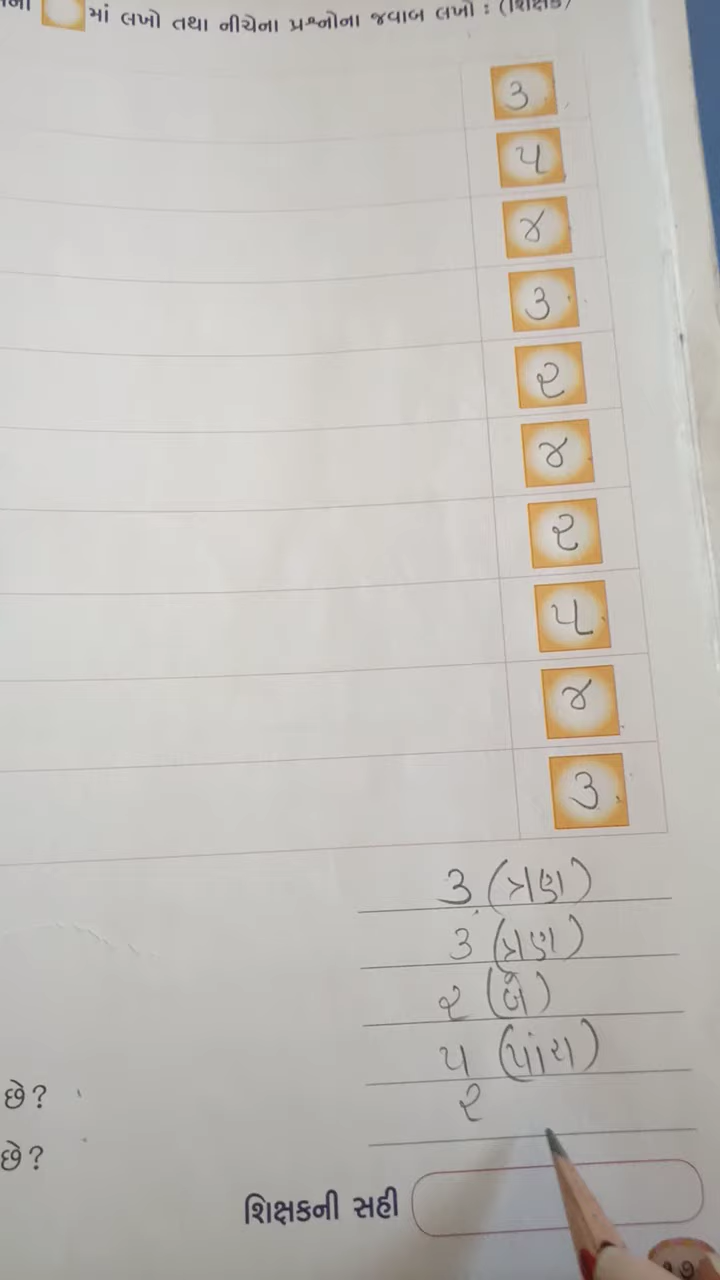 માં લખો તથા નીચેના પ્રશ્નોના જવાબ લખો : (શિક્ષક)
૩
૫
૪
૩
૨
૪
૨
૫
૪
૩
૩ (ત્રણ)
૩ (ત્રણ)
૨ (બે)
૫ (પાંચ)
છે?
૨
છે?
શિક્ષકની સહી